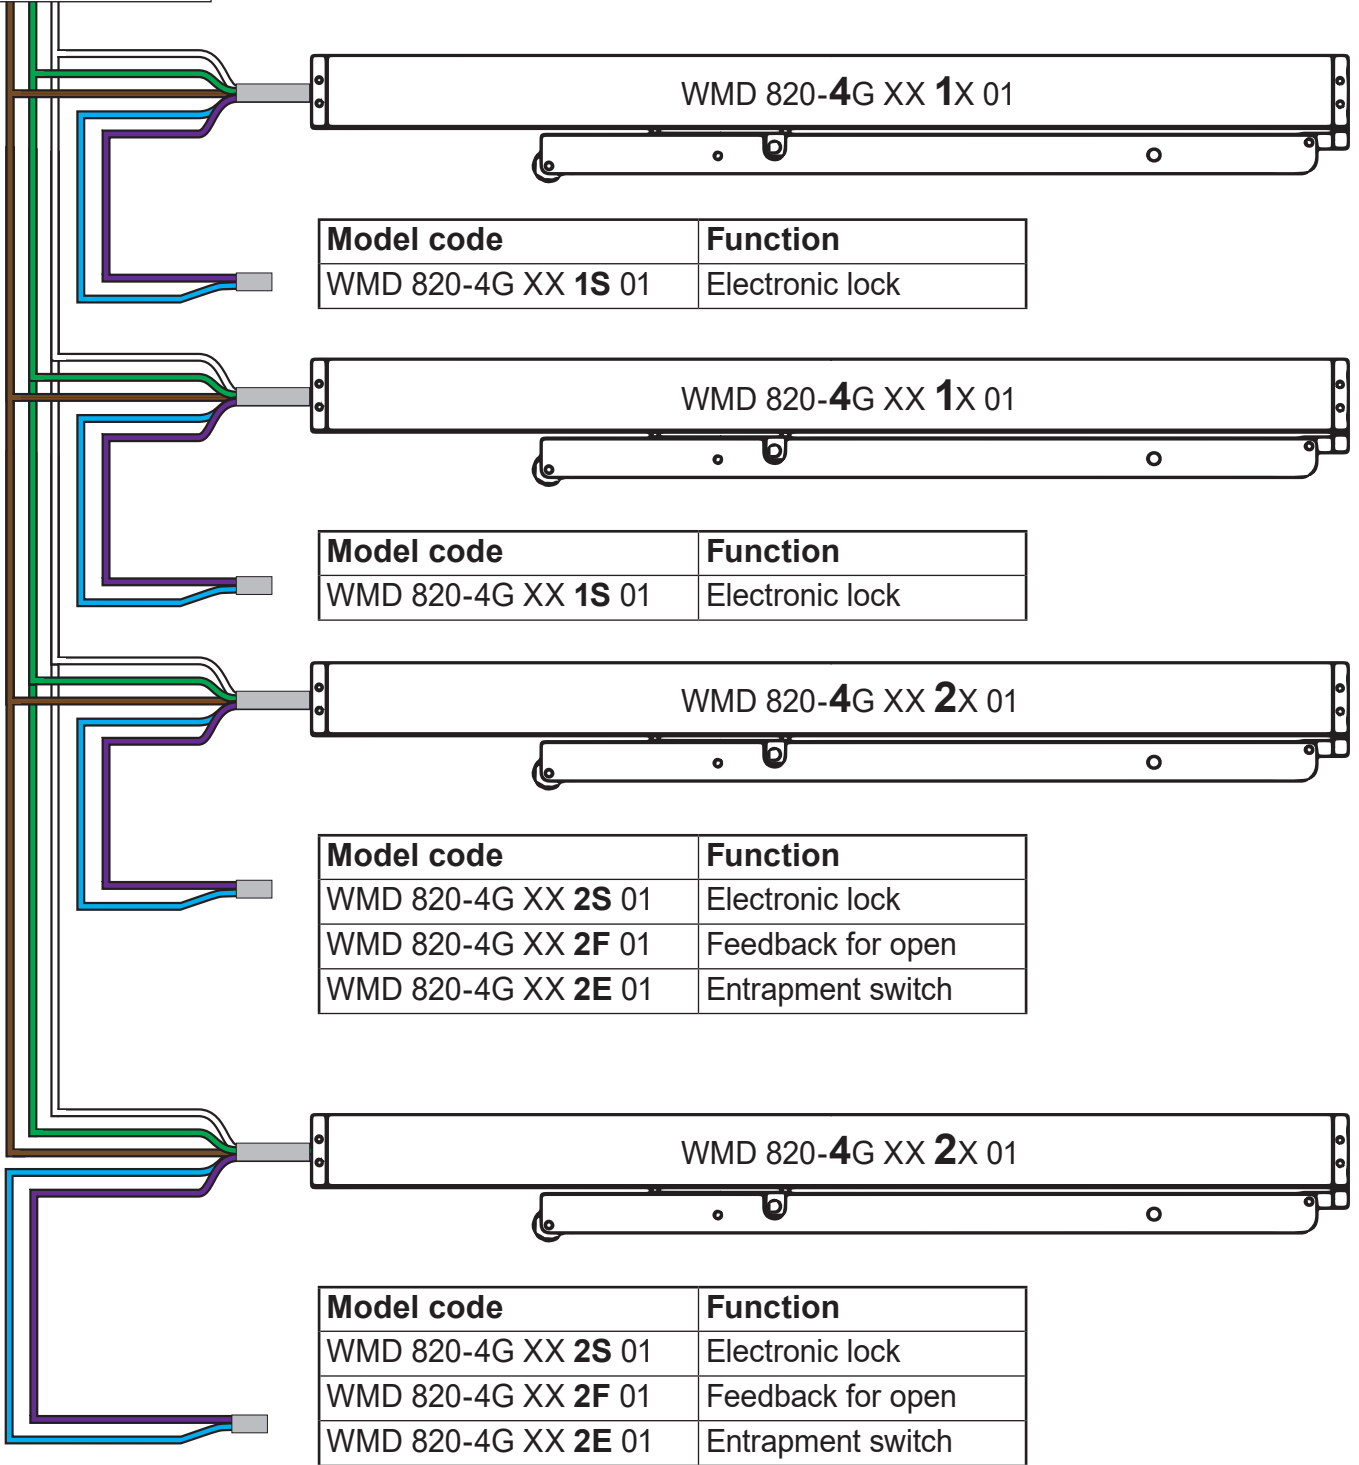 WMD 820-4G XX 1X 01
Model code Function
WMD 820-4G XX 1S 01 Electronic lock
WMD 820-4G XX 1X 01
Model code Function
WMD 820-4G XX 1S 01 Electronic lock
WMD 820-4G XX 2X 01
Model code Function
WMD 820-4G XX 2S 01 Electronic lock
WMD 820-4G XX 2F 01 Feedback for open
WMD 820-4G XX 2E 01 Entrapment switch
WMD 820-4G XX 2X 01
Model code Function
WMD 820-4G XX 2S 01 Electronic lock
WMD 820-4G XX 2F 01 Feedback for open
WMD 820-4G XX 2E 01 Entrapment switch